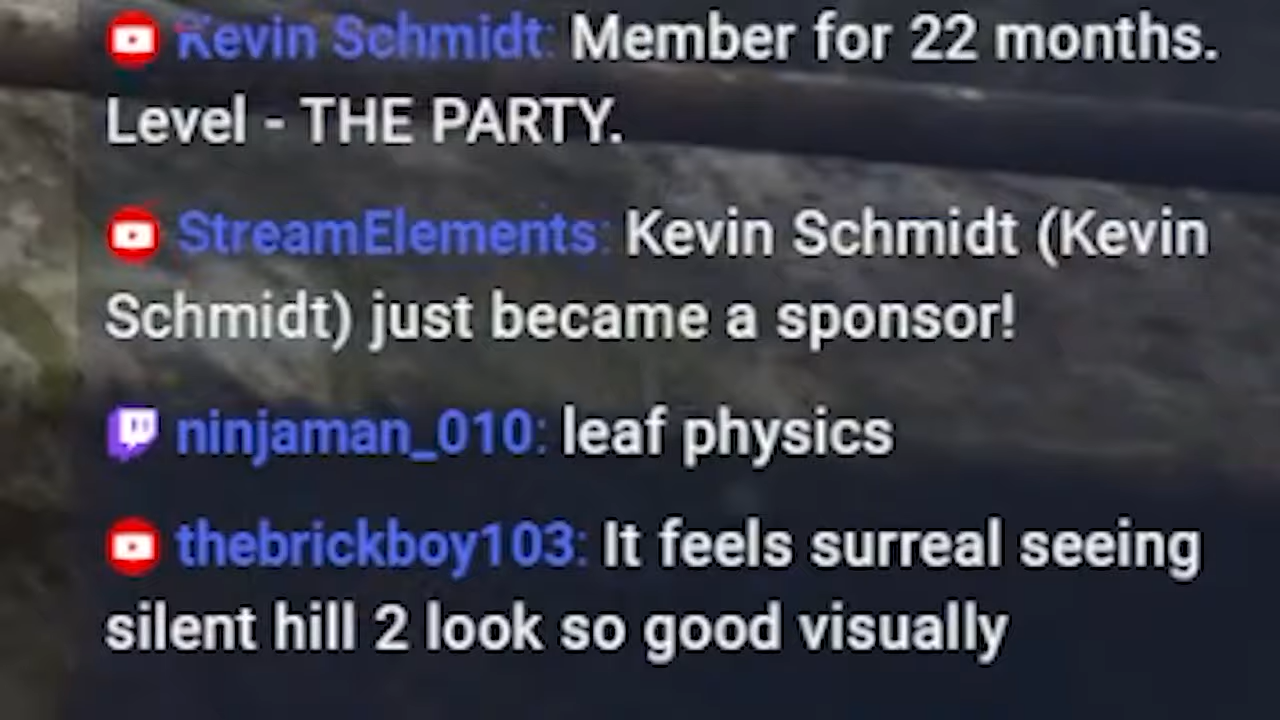 Kevin Schmidt: Member for 22 months.
Level - THE PARTY.
StreamElements: Kevin Schmidt (Kevin
Schmidt) just became a sponsor!
ninjaman_010: leaf physics
thebrickboy103: It feels surreal seeing
silent hill 2 look so good visually